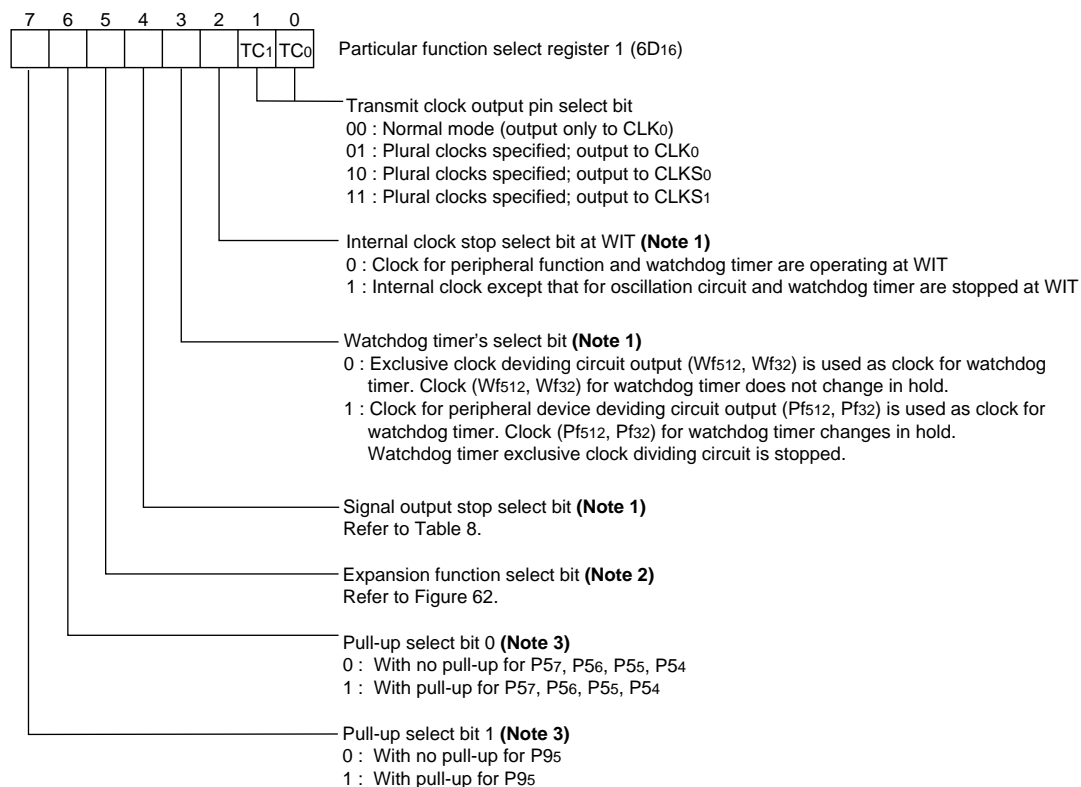 7 6 5 4 3 2 1 0
TC1 TC0 Particular function select register 1 (6D16)
Transmit clock output pin select bit
00 : Normal mode (output only to CLK0)
01 : Plural clocks specified; output to CLK0
10 : Plural clocks specified; output to CLKS0
11 : Plural clocks specified; output to CLKS1
Internal clock stop select bit at WIT (Note 1)
0 : Clock for peripheral function and watchdog timer are operating at WIT
1 : Internal clock except that for oscillation circuit and watchdog timer are stopped at WIT
Watchdog timer's select bit (Note 1)
0 : Exclusive clock deviding circuit output (Wf512, Wf32) is used as clock for watchdog
timer. Clock (Wf512, Wf32) for watchdog timer does not change in hold.
1 : Clock for peripheral device deviding circuit output (Pf512, Pf32) is used as clock for
watchdog timer. Clock (Pf512, Pf32) for watchdog timer changes in hold.
Watchdog timer exclusive clock dividing circuit is stopped.
Signal output stop select bit (Note 1)
Refer to Table 8.
Expansion function select bit (Note 2)
Refer to Figure 62.
Pull-up select bit 0 (Note 3)
0 : With no pull-up for P57, P56, P55, P54
1 : With pull-up for P57, P56, P55, P54
Pull-up select bit 1 (Note 3)
0 : With no pull-up for P95
1 : With pull-up for P95